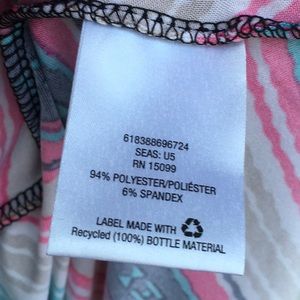 618388696724
SEAS: U5
RN 15099
94% POLYESTER/POLIÉSTER
6% SPANDEX
LABEL MADE WITH
Recycled (100%) BOTTLE MATERIAL